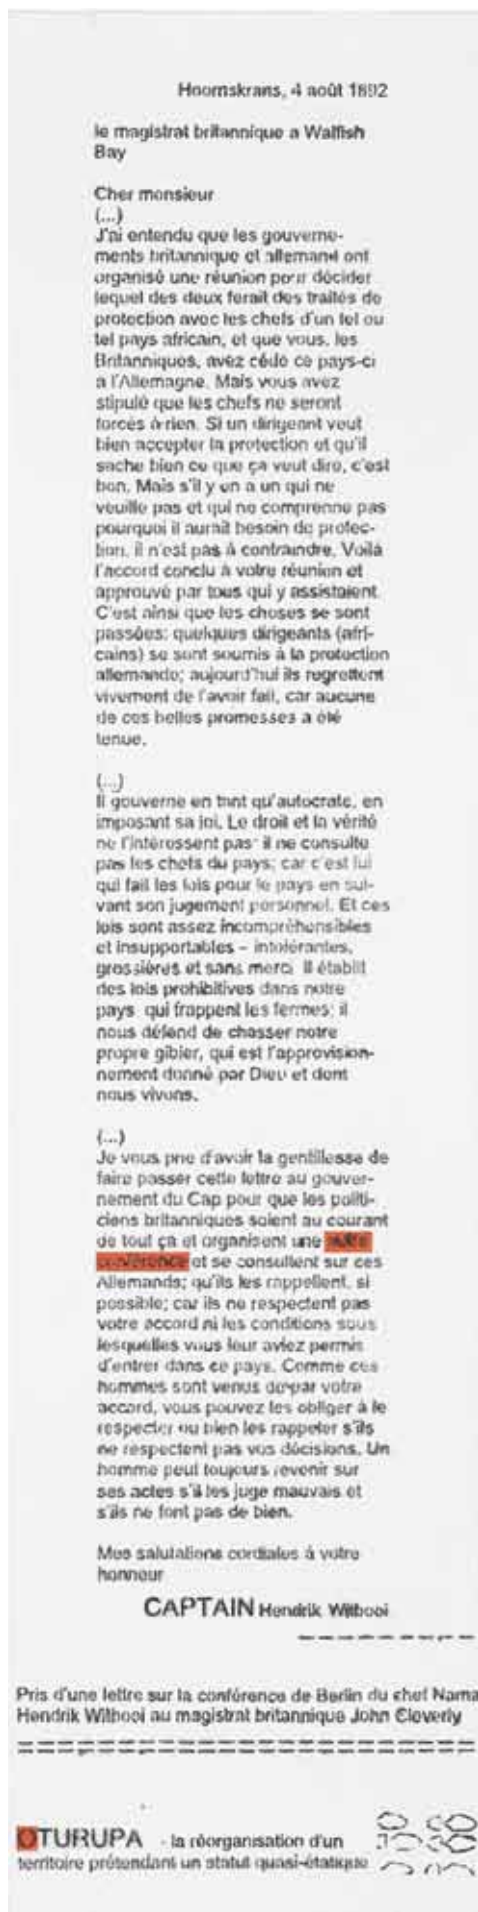 Hoornskrans, 4 août 1892
le magistrat britannique a Walfish
Bay
Cher monsieur
(...)
J'ai entendu que les gouverne-
ments britannique et allemand ont
organisé une réunion pour décider
lequel des deux ferait des traités de
protection avec les chefs d'un tel ou
tel pays africain, et que vous, les
Britanniques, avez cédé ce pays-ci
a l'Allemagne. Mais vous avez
stipulé que les chefs ne seront
forcés à rien. Si un dirigeant veut
bien accepter la protection et qu'il
sache bien ce que ça veut dire, c'est
bon. Mais s'il y en a un qui ne
veuille pas et qui ne comprenne pas
pourquoi il aurait besoin de protec-
tion, il n'est pas à contraindre. Voilà
l'accord conclu à votre réunion et
approuvé par tous qui y assistaient.
C'est ainsi que les choses se sont
passées: quelques dirigeants (afri-
cains) se sont soumis à la protection
allemande; aujourd'hui ils regrettent
vivement de l'avoir fait, car aucune
de ces belles promesses a été
tenue.
(...)
Il gouverne en tant qu'autocrate, en
imposant sa loi. Le droit et la vérité
ne l'intéressent pas: il ne consulte
pas les chefs du pays; car c'est lui
qui fait les lois pour le pays en sui-
vant son jugement personnel. Et ces
lois sont assez incompréhensibles
et insupportables – intolérantes,
grossières et sans merci. Il établit
des lois prohibitives dans notre
pays qui frappent les fermes; il
nous défend de chasser notre
propre gibier, qui est l'approvision-
nement donné par Dieu et dont
nous vivons.
(...)
Je vous prie d'avoir la gentillesse de
faire passer cette lettre au gouver-
nement du Cap pour que les politi-
ciens britanniques soient au courant
de tout ça et organisent une autre
conférence et se consultent sur ces
Allemands; qu'ils les rappellent, si
possible; car ils ne respectent pas
votre accord ni les conditions sous
lesquelles vous leur aviez permis
d'entrer dans ce pays. Comme ces
hommes sont venus de par votre
accord, vous pouvez les obliger à le
respecter ou bien les rappeler s'ils
ne respectent pas vos décisions. Un
homme peut toujours revenir sur
ses actes s'il les juge mauvais et
s'ils ne font pas de bien.
Mes salutations cordiales à votre
honneur
CAPTAIN Hendrik Witbooi
Pris d'une lettre sur la conférence de Berlin du chef Nama
Hendrik Witbooi au magistrat britannique John Cleverly
OTURUPA - la réorganisation d'un
territoire prétendant un statut quasi-étatique